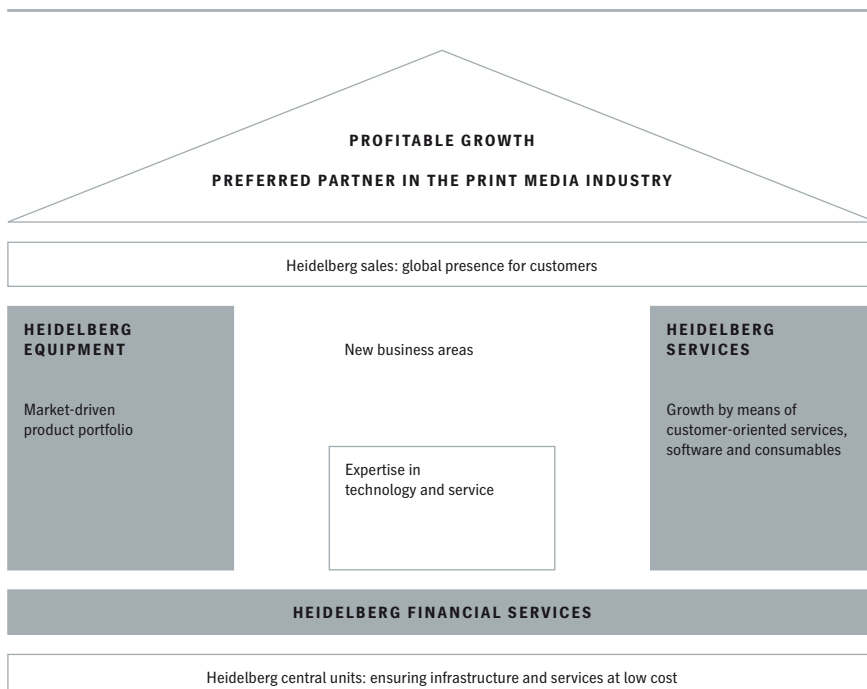 PROFITABLE GROWTH
PREFERRED PARTNER IN THE PRINT MEDIA INDUSTRY
Heidelberg sales: global presence for customers
HEIDELBERG
EQUIPMENT
Market-driven
product portfolio
New business areas
Expertise in
technology and service
HEIDELBERG
SERVICES
Growth by means of
customer-oriented services,
software and consumables
HEIDELBERG FINANCIAL SERVICES
Heidelberg central units: ensuring infrastructure and services at low cost